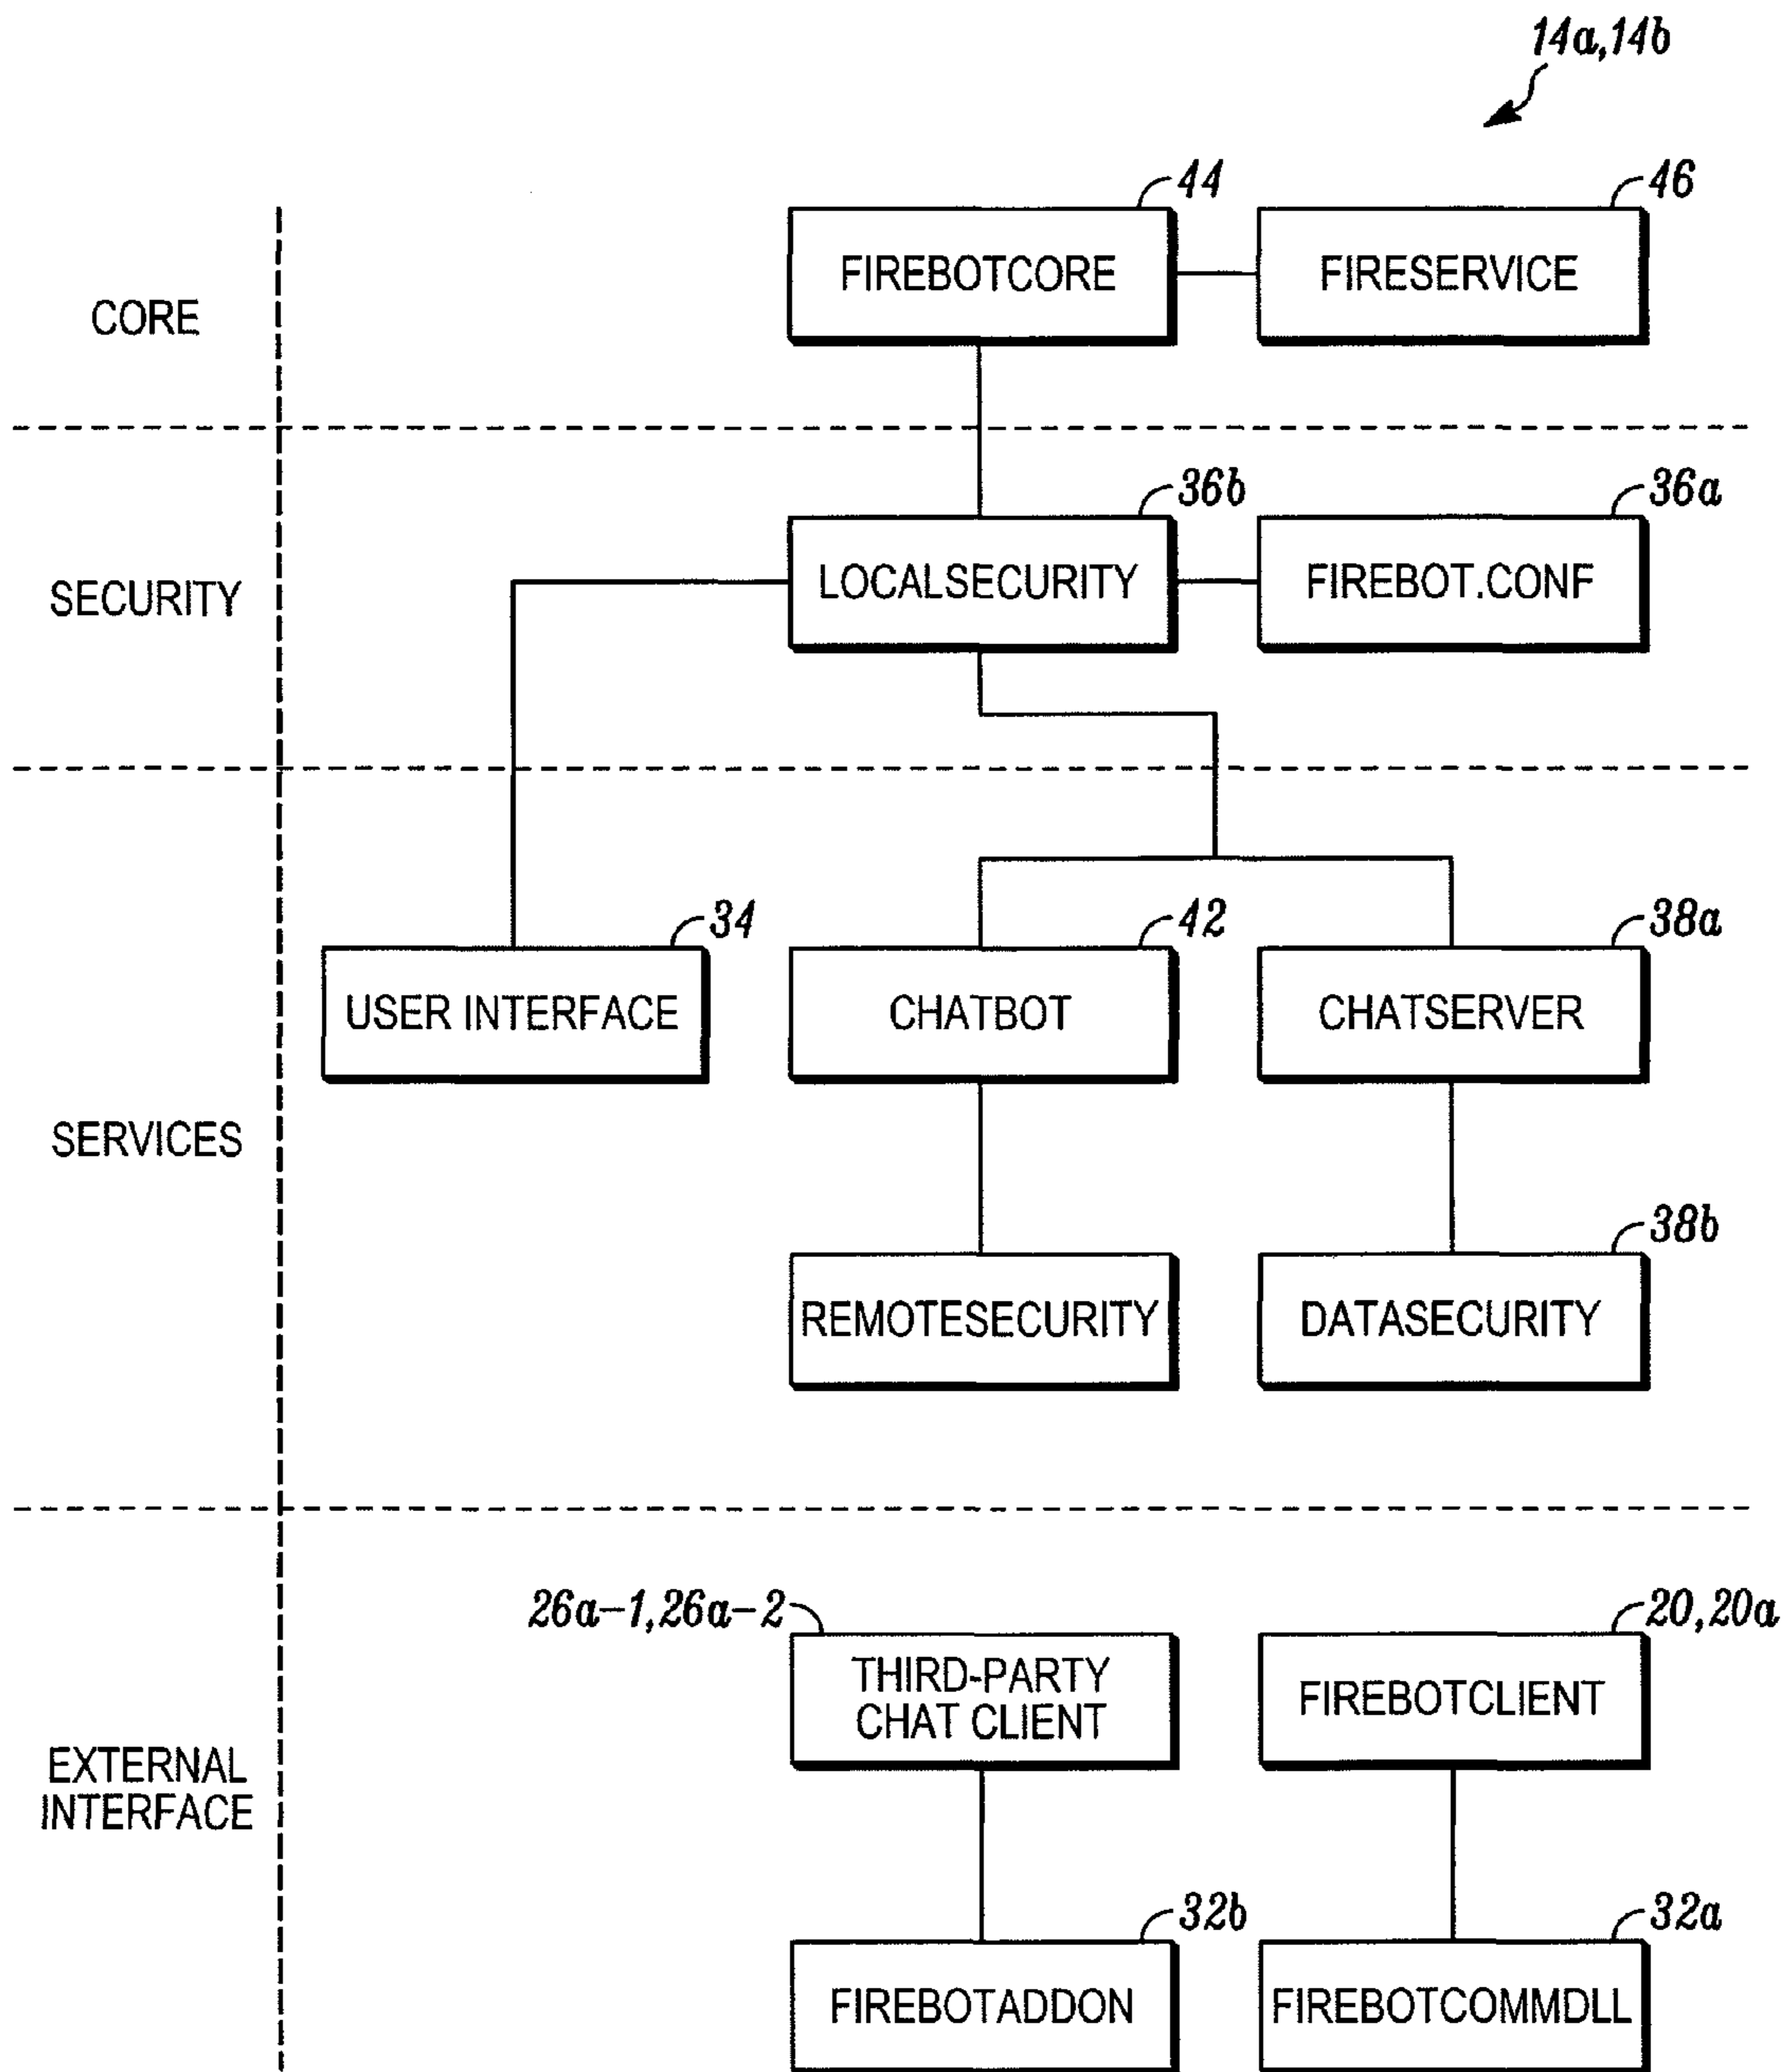 14a,14b
44
46
FIREBOTCORE
FIRESERVICE
CORE
36b
36a
LOCALSECURITY
FIREBOT.CONF
SECURITY
34
42
38a
USER INTERFACE
CHATBOT
CHATSERVER
SERVICES
38b
REMOTESECURITY
DATASECURITY
26a-1,26a-2
20,20a
THIRD-PARTY
CHAT CLIENT
FIREBOTCLIENT
EXTERNAL
INTERFACE
32b
32a
FIREBOTADDON
FIREBOTCOMMDLL